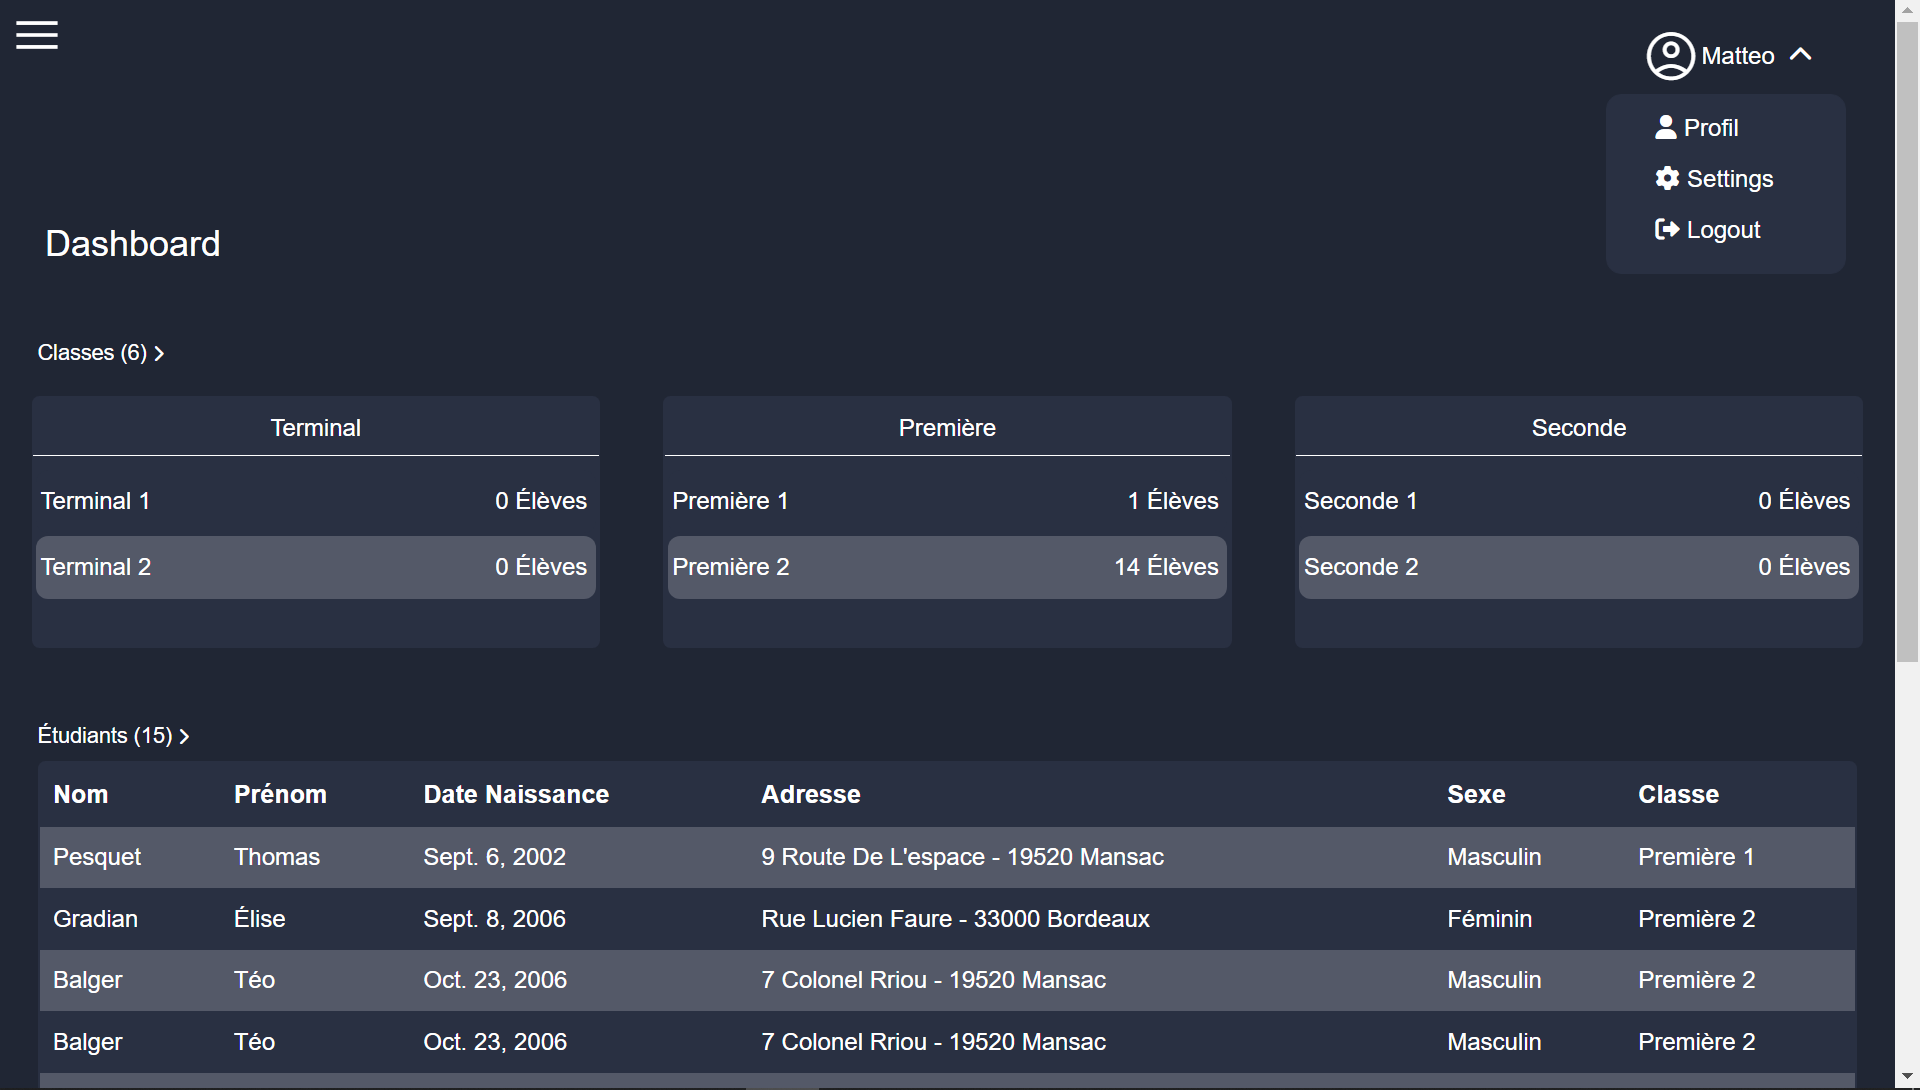 Matteo
Profil
Settings
Logout
Dashboard
Classes (6)
Terminal
Terminal 1 0 Élèves
Terminal 2 0 Élèves
Première
Première 1 1 Élèves
Première 2 14 Élèves
Seconde
Seconde 1 0 Élèves
Seconde 2 0 Élèves
Étudiants (15)
Nom Prénom Date Naissance Adresse Sexe Classe
Pesquet Thomas Sept. 6, 2002 9 Route De L'espace - 19520 Mansac Masculin Première 1
Gradian Élise Sept. 8, 2006 Rue Lucien Faure - 33000 Bordeaux Féminin Première 2
Balger Téo Oct. 23, 2006 7 Colonel Rriou - 19520 Mansac Masculin Première 2
Balger Téo Oct. 23, 2006 7 Colonel Rriou - 19520 Mansac Masculin Première 2